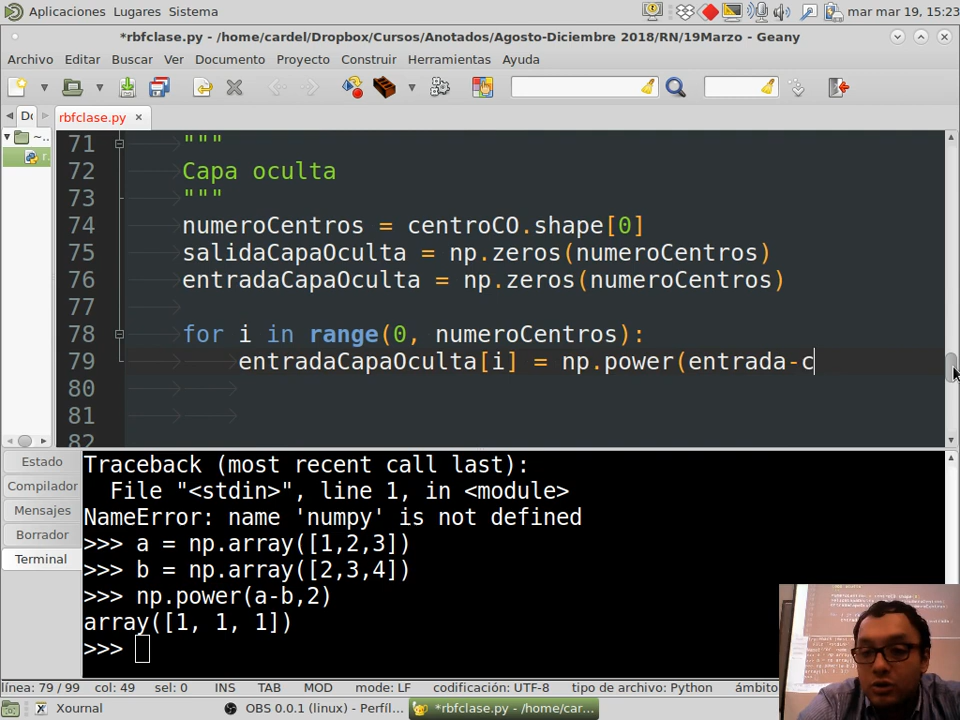 Aplicaciones Lugares Sistema mar mar 19, 15:23
*rbfclase.py - /home/cardel/Dropbox/Cursos/Anotados/Agosto-Diciembre 2018/RN/19Marzo - Geany
Archivo Editar Buscar Ver Documento Proyecto Construir Herramientas Ayuda
rbfclase.py ×
71 """
72 Capa oculta
73 """
74 numeroCentros = centroCO.shape[0]
75 salidaCapaOculta = np.zeros(numeroCentros)
76 entradaCapaOculta = np.zeros(numeroCentros)
77
78 for i in range(0, numeroCentros):
79 entradaCapaOculta[i] = np.power(entrada-c
80
81
82
Estado
Compilador
Mensajes
Borrador
Terminal
Traceback (most recent call last):
File "<stdin>", line 1, in <module>
NameError: name 'numpy' is not defined
>>> a = np.array([1,2,3])
>>> b = np.array([2,3,4])
>>> np.power(a-b,2)
array([1, 1, 1])
>>>
línea: 79 / 99 col: 49 sel: 0 INS TAB MOD mode: LF codificación: UTF-8 tipo de archivo: Python ámbito
Xournal OBS 0.0.1 (linux) - Perfil... *rbfclase.py - /home/car...